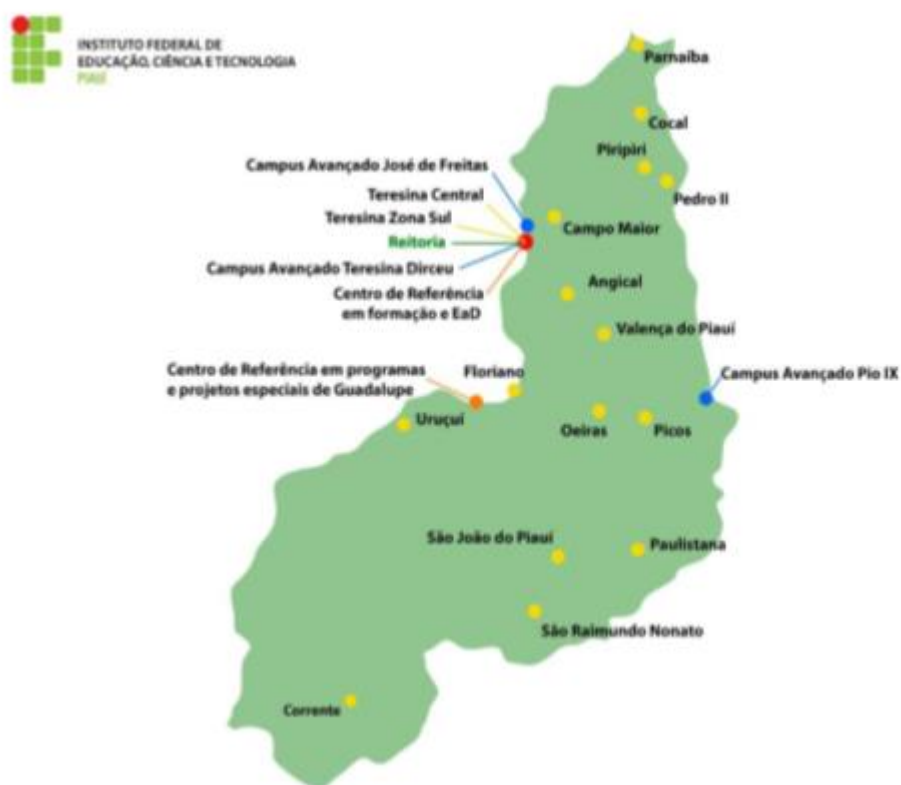 INSTITUTO FEDERAL DE
EDUCAÇÃO, CIÊNCIA E TECNOLOGIA
PIAUÍ
Parnaíba
Cocal
Piripiri
Pedro II
Campus Avançado José de Freitas
Teresina Central
Teresina Zona Sul
Reitoria
Campus Avançado Teresina Dirceu
Centro de Referência
em formação e EaD
Campo Maior
Angical
Valença do Piauí
Centro de Referência em programas
e projetos especiais de Guadalupe
Floriano
Campus Avançado Pio IX
Uruçuí
Oeiras
Picos
São João do Piauí
Paulistana
São Raimundo Nonato
Corrente